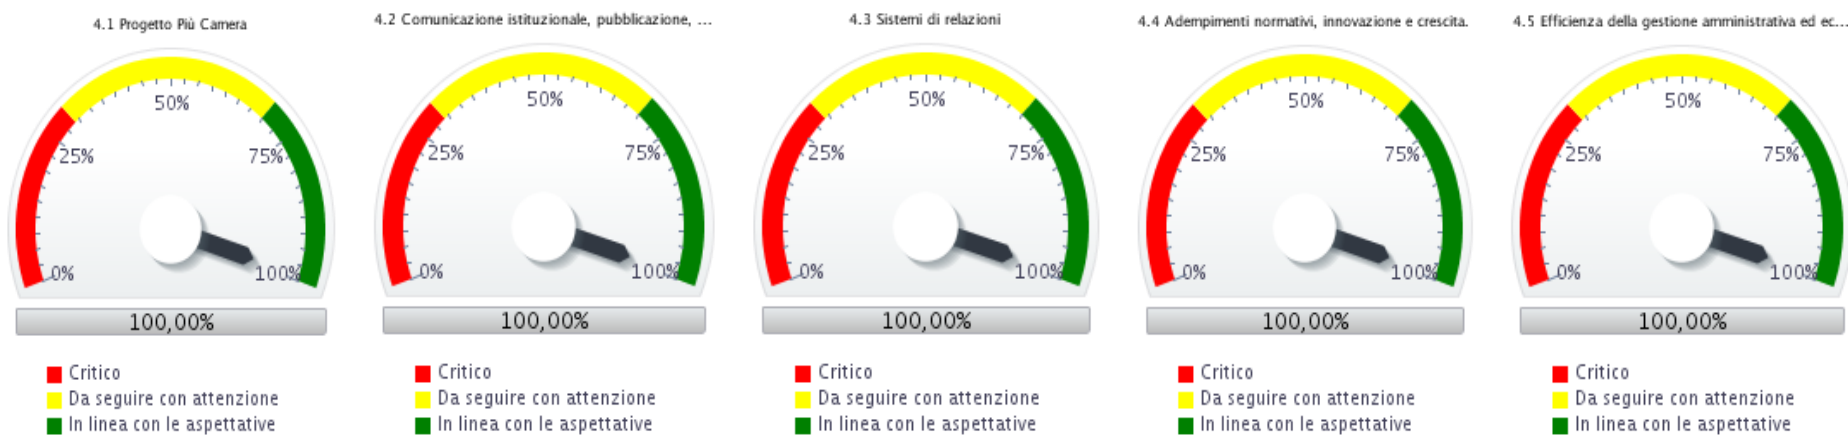 4.1 Progetto Più Camera
50%
25%
75%
0%
100%
100,00%
Critico
Da seguire con attenzione
In linea con le aspettative
4.2 Comunicazione istituzionale, pubblicazione, ...
50%
25%
75%
0%
100%
100,00%
Critico
Da seguire con attenzione
In linea con le aspettative
4.3 Sistemi di relazioni
50%
25%
75%
0%
100%
100,00%
Critico
Da seguire con attenzione
In linea con le aspettative
4.4 Adempimenti normativi, innovazione e crescita.
50%
25%
75%
0%
100%
100,00%
Critico
Da seguire con attenzione
In linea con le aspettative
4.5 Efficienza della gestione amministrativa ed ec...
50%
25%
75%
0%
100%
100,00%
Critico
Da seguire con attenzione
In linea con le aspettative